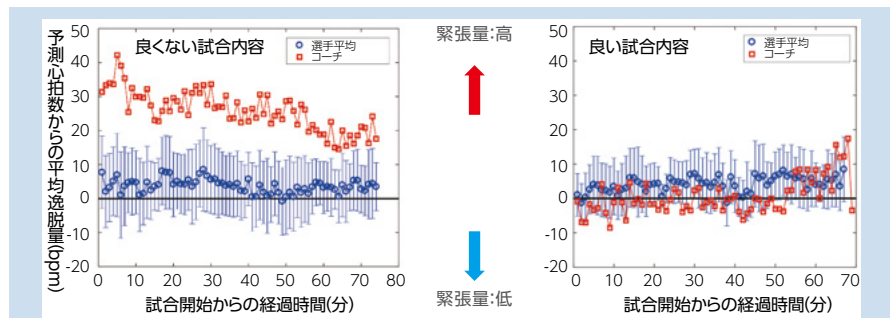 予測心拍数からの平均逸脱量(bpm)
50
40
30
20
10
0
-10
-20
良くない試合内容
選手平均
コーチ
0 10 20 30 40 50 60 70 80
試合開始からの経過時間(分)
緊張量:高
緊張量:低
50
40
30
20
10
0
-10
-20
良い試合内容
選手平均
コーチ
0 10 20 30 40 50 60 70
試合開始からの経過時間(分)